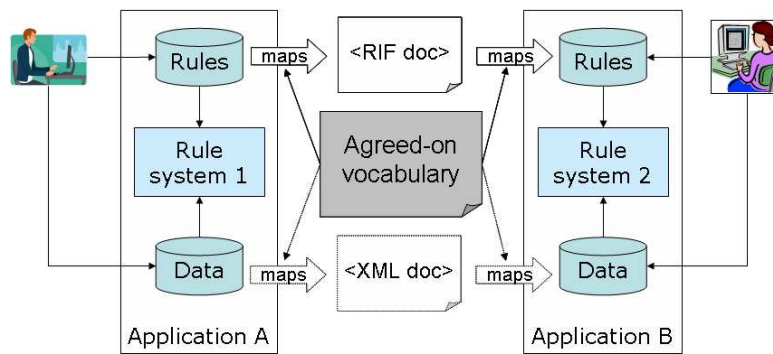 Rules
maps
<RIF doc>
maps
Rules
Rule
system 1
Agreed-on
vocabulary
Rule
system 2
Data
maps
<XML doc>
maps
Data
Application A
Application B